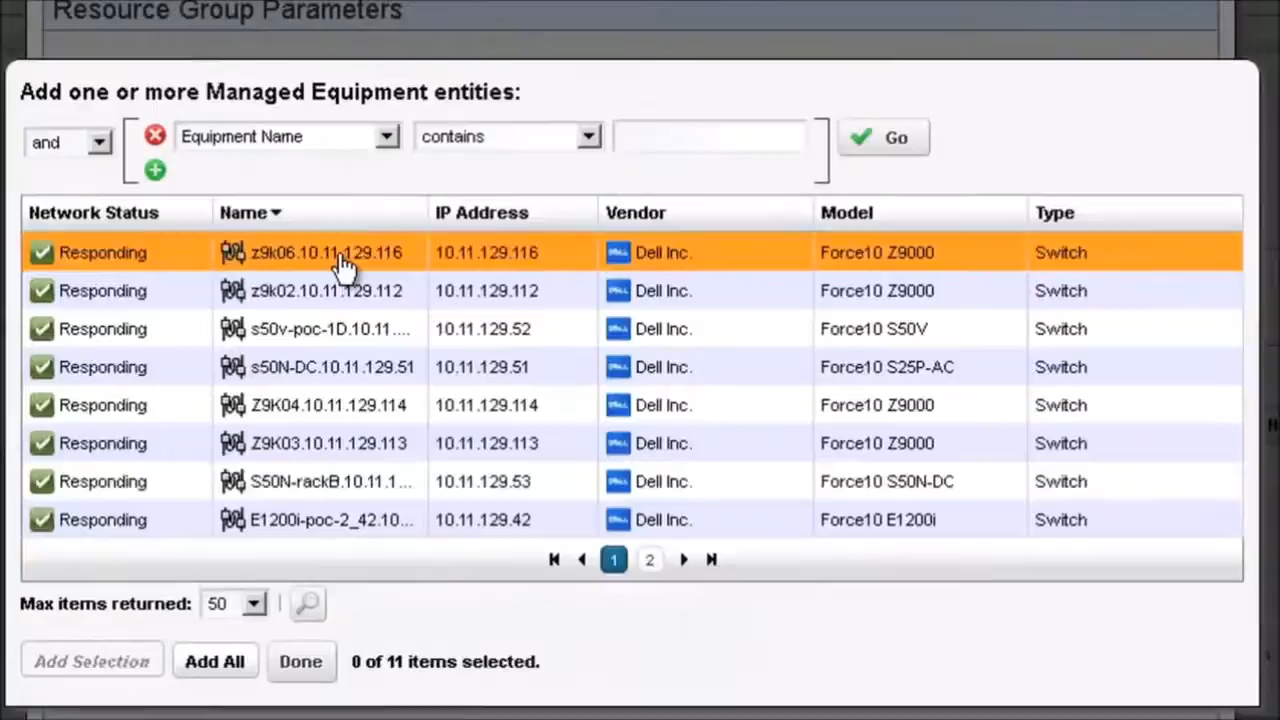 Resource Group Parameters
Add one or more Managed Equipment entities:
and Equipment Name contains Go
Network Status Name IP Address Vendor Model Type
Responding z9k06.10.11.129.116 10.11.129.116 DELL Dell Inc. Force10 Z9000 Switch
Responding z9k02.10.11.129.112 10.11.129.112 DELL Dell Inc. Force10 Z9000 Switch
Responding s50v-poc-1D.10.11.... 10.11.129.52 DELL Dell Inc. Force10 S50V Switch
Responding s50N-DC.10.11.129.51 10.11.129.51 DELL Dell Inc. Force10 S25P-AC Switch
Responding Z9K04.10.11.129.114 10.11.129.114 DELL Dell Inc. Force10 Z9000 Switch
Responding Z9K03.10.11.129.113 10.11.129.113 DELL Dell Inc. Force10 Z9000 Switch
Responding S50N-rackB.10.11.1... 10.11.129.53 DELL Dell Inc. Force10 S50N-DC Switch
Responding E1200i-poc-2_42.10... 10.11.129.42 DELL Dell Inc. Force10 E1200i Switch
1 2
Max items returned: 50
Add Selection Add All Done 0 of 11 items selected.